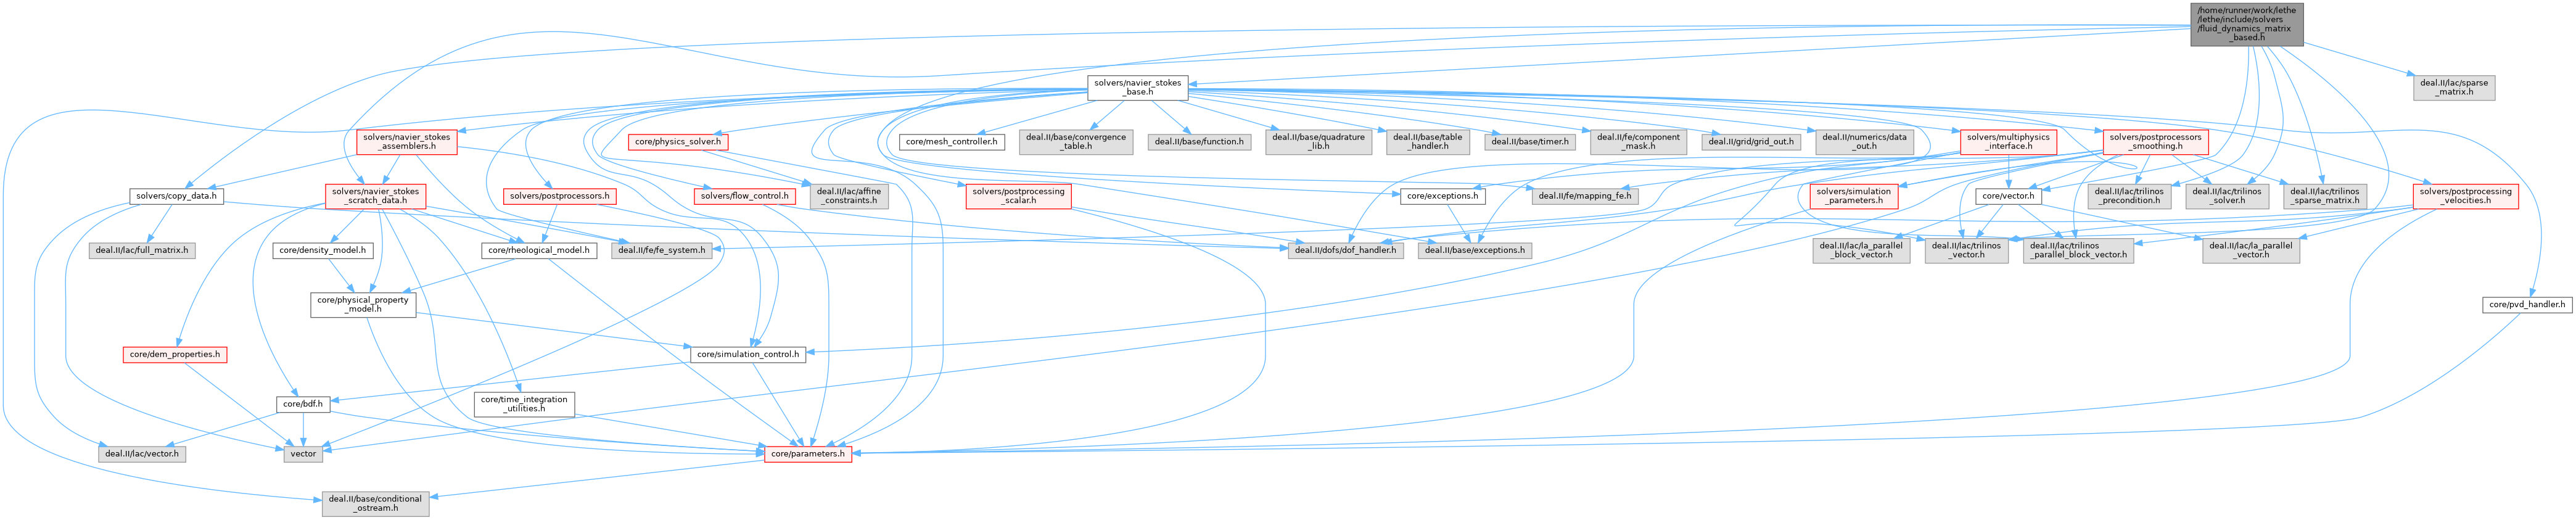 /home/runner/work/lethe
/lethe/include/solvers
/fluid_dynamics_matrix
_based.h
solvers/navier_stokes
_base.h
deal.II/lac/sparse
_matrix.h
solvers/navier_stokes
_assemblers.h
core/physics_solver.h
core/mesh_controller.h
deal.II/base/convergence
_table.h
deal.II/base/function.h
deal.II/base/quadrature
_lib.h
deal.II/base/table
_handler.h
deal.II/base/timer.h
deal.II/fe/component
_mask.h
deal.II/grid/grid_out.h
deal.II/numerics/data
_out.h
solvers/multiphysics
_interface.h
solvers/postprocessors
_smoothing.h
solvers/copy_data.h
solvers/navier_stokes
_scratch_data.h
solvers/postprocessors.h
solvers/flow_control.h
deal.II/lac/affine
_constraints.h
solvers/postprocessing
_scalar.h
core/exceptions.h
deal.II/fe/mapping_fe.h
solvers/simulation
_parameters.h
core/vector.h
deal.II/lac/trilinos
_precondition.h
deal.II/lac/trilinos
_solver.h
deal.II/lac/trilinos
_sparse_matrix.h
solvers/postprocessing
_velocities.h
deal.II/lac/full_matrix.h
core/density_model.h
core/rheological_model.h
deal.II/fe/fe_system.h
deal.II/dofs/dof_handler.h
deal.II/base/exceptions.h
deal.II/lac/la_parallel
_block_vector.h
deal.II/lac/trilinos
_vector.h
deal.II/lac/trilinos
_parallel_block_vector.h
deal.II/lac/la_parallel
_vector.h
core/physical_property
_model.h
core/pvd_handler.h
core/dem_properties.h
core/simulation_control.h
core/bdf.h
core/time_integration
_utilities.h
deal.II/lac/vector.h
vector
core/parameters.h
deal.II/base/conditional
_ostream.h